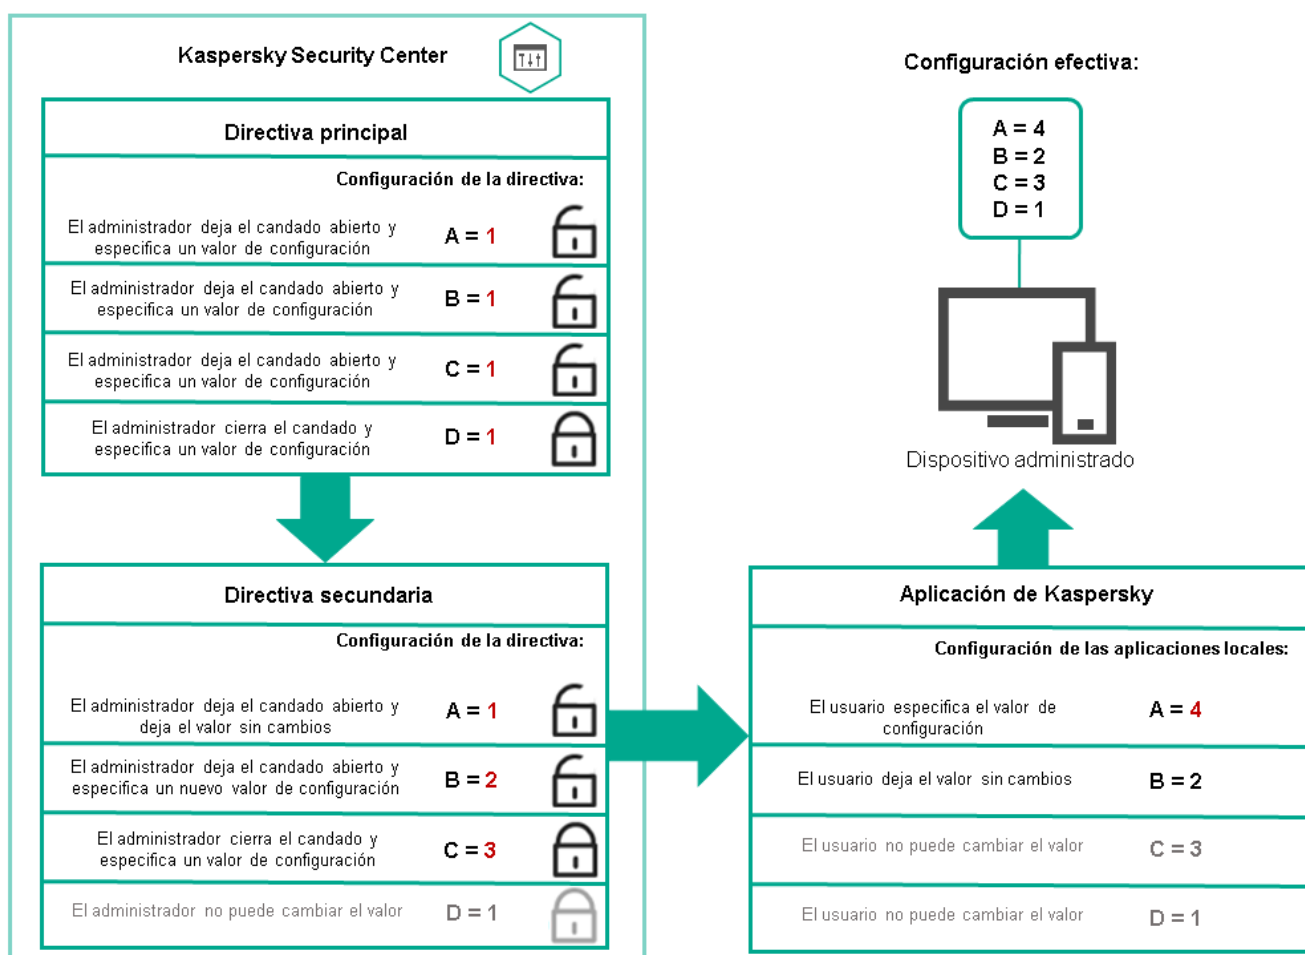 Kaspersky Security Center
Directiva principal
Configuración de la directiva:
El administrador deja el candado abierto y
especifica un valor de configuración
A = 1
El administrador deja el candado abierto y
especifica un valor de configuración
B = 1
El administrador deja el candado abierto y
especifica un valor de configuración
C = 1
El administrador cierra el candado y
especifica un valor de configuración
D = 1
Directiva secundaria
Configuración de la directiva:
El administrador deja el candado abierto y
deja el valor sin cambios
A = 1
El administrador deja el candado abierto y
especifica un nuevo valor de configuración
B = 2
El administrador cierra el candado y
especifica un valor de configuración
C = 3
El administrador no puede cambiar el valor
D = 1
Configuración efectiva:
A = 4
B = 2
C = 3
D = 1
Dispositivo administrado
Aplicación de Kaspersky
Configuración de las aplicaciones locales:
El usuario especifica el valor de
configuración
A = 4
El usuario deja el valor sin cambios
B = 2
El usuario no puede cambiar el valor
C = 3
El usuario no puede cambiar el valor
D = 1